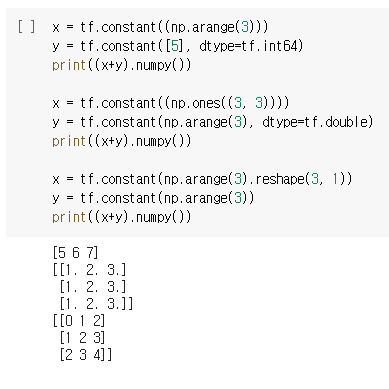 [ ] x = tf.constant((np.arange(3)))
y = tf.constant([5], dtype=tf.int64)
print((x+y).numpy())
x = tf.constant((np.ones((3, 3))))
y = tf.constant(np.arange(3), dtype=tf.double)
print((x+y).numpy())
x = tf.constant(np.arange(3).reshape(3, 1))
y = tf.constant(np.arange(3))
print((x+y).numpy())
[5 6 7]
[[1. 2. 3.]
[1. 2. 3.]
[1. 2. 3.]]
[[0 1 2]
[1 2 3]
[2 3 4]]